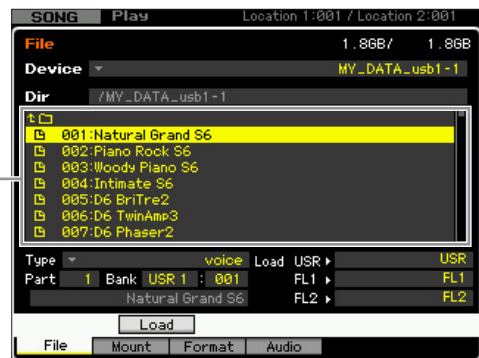 SONG Play Location 1:001 / Location 2:001
File 1.8GB/ 1.8GB
Device MY_DATA_usb1-1
Dir /MY_DATA_usb1-1
001:Natural Grand S6
002:Piano Rock S6
003:Woody Piano S6
004:Intimate S6
005:D6 BriTre2
006:D6 TwinAmp3
007:D6 Phaser2
Type voice Load USR USR
Part 1 Bank USR 1 : 001 FL1 FL1
Natural Grand S6 FL2 FL2
Load
File Mount Format Audio